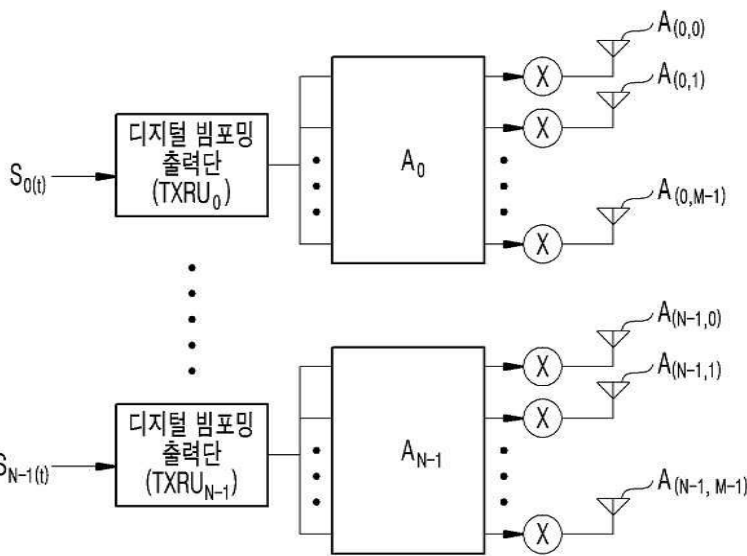 S0(t)
디지털 빔포밍
출력단
(TXRU0)
A0
X
X
X
A(0,0)
A(0,1)
A(0,M-1)
SN-1(t)
디지털 빔포밍
출력단
(TXRUN-1)
AN-1
X
X
X
A(N-1,0)
A(N-1,1)
A(N-1, M-1)